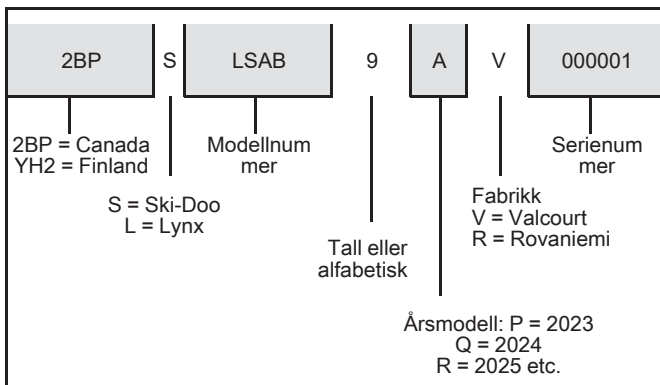 2BP S LSAB 9 A V 000001
2BP = Canada
YH2 = Finland
Modellnum
mer
Serienum
mer
S = Ski-Doo
L = Lynx
Fabrikk
V = Valcourt
R = Rovaniemi
Tall eller
alfabetisk
Årsmodell: P = 2023
Q = 2024
R = 2025 etc.